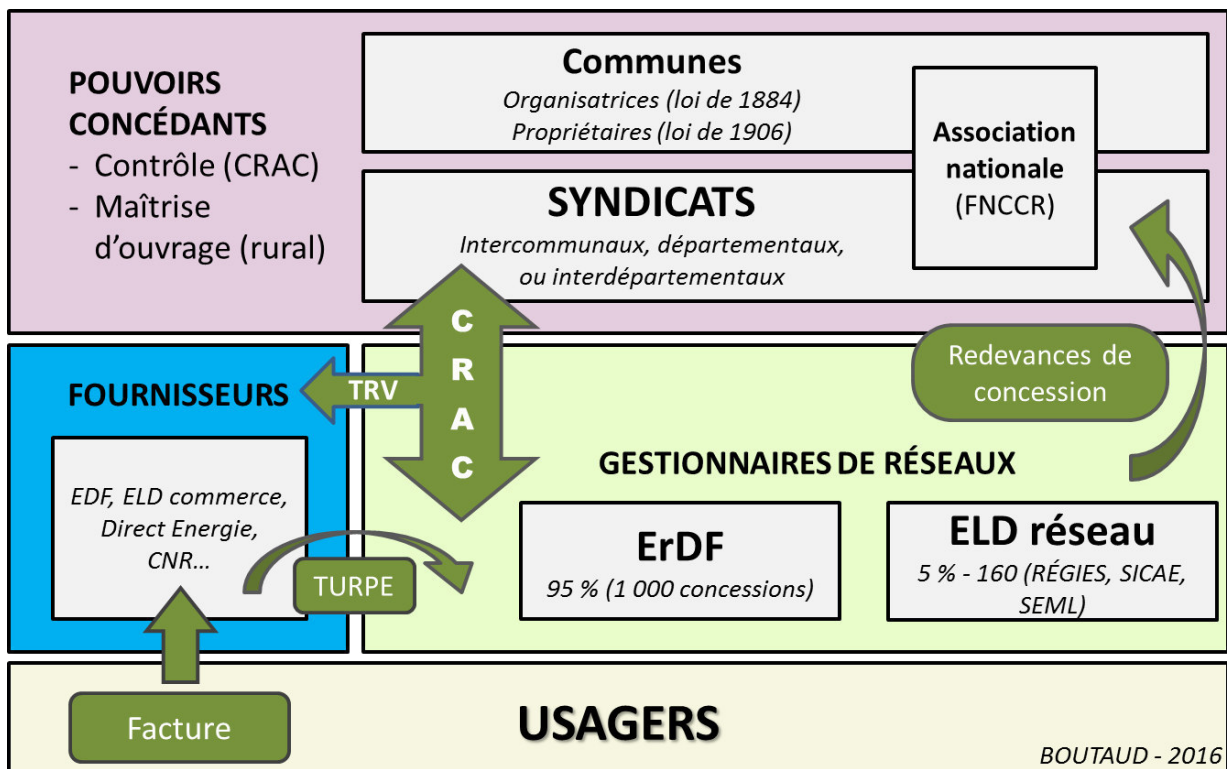 POUVOIRS
CONCÉDANTS
- Contrôle (CRAC)
- Maîtrise
d'ouvrage (rural)
Communes
Organisatrices (loi de 1884)
Propriétaires (loi de 1906)
SYNDICATS
Intercommunaux, départementaux,
ou interdépartementaux
Association
nationale
(FNCCR)
C
R
A
C
TRV
Redevances de
concession
FOURNISSEURS
EDF, ELD commerce,
Direct Energie,
CNR...
TURPE
GESTIONNAIRES DE RÉSEAUX
ErDF
95 % (1 000 concessions)
ELD réseau
5 % - 160 (RÉGIES, SICAE,
SEML)
Facture
USAGERS
BOUTAUD - 2016